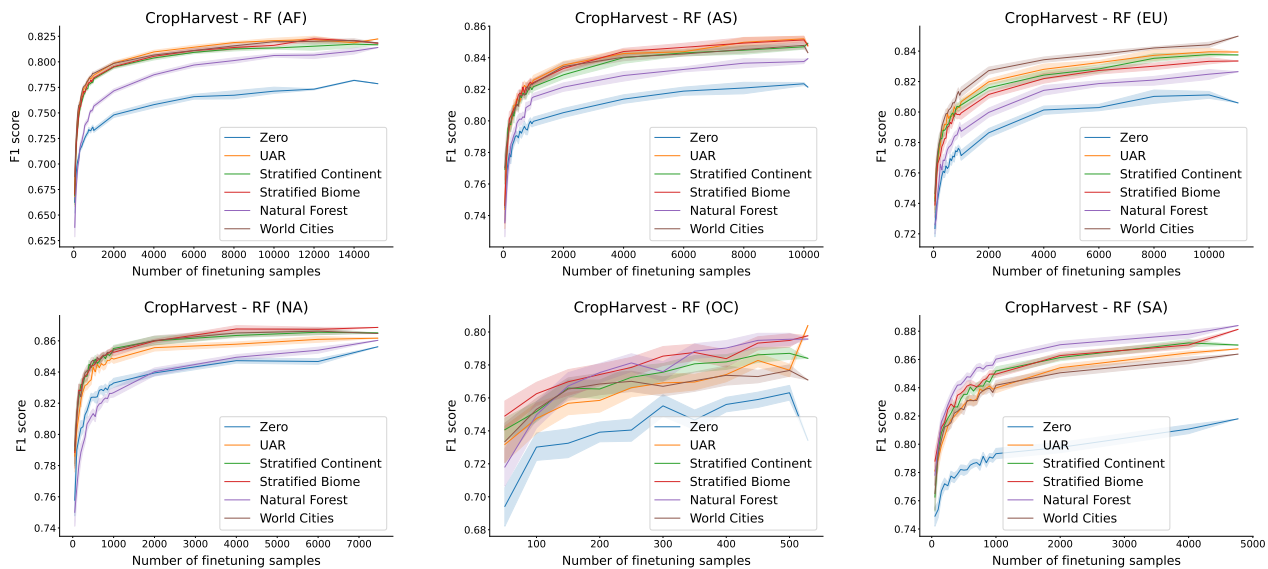 CropHarvest - RF (AF)
F1 score
0.825
0.800
0.775
0.750
0.725
0.700
0.675
0.650
0.625
0 2000 4000 6000 8000 10000 12000 14000
Number of finetuning samples
Zero
UAR
Stratified Continent
Stratified Biome
Natural Forest
World Cities
CropHarvest - RF (AS)
F1 score
0.86
0.84
0.82
0.80
0.78
0.76
0.74
0 2000 4000 6000 8000 10000
Number of finetuning samples
Zero
UAR
Stratified Continent
Stratified Biome
Natural Forest
World Cities
CropHarvest - RF (EU)
F1 score
0.84
0.82
0.80
0.78
0.76
0.74
0.72
0 2000 4000 6000 8000 10000
Number of finetuning samples
Zero
UAR
Stratified Continent
Stratified Biome
Natural Forest
World Cities
CropHarvest - RF (NA)
F1 score
0.86
0.84
0.82
0.80
0.78
0.76
0.74
0 1000 2000 3000 4000 5000 6000 7000
Number of finetuning samples
Zero
UAR
Stratified Continent
Stratified Biome
Natural Forest
World Cities
CropHarvest - RF (OC)
F1 score
0.80
0.78
0.76
0.74
0.72
0.70
0.68
100 200 300 400 500
Number of finetuning samples
Zero
UAR
Stratified Continent
Stratified Biome
Natural Forest
World Cities
CropHarvest - RF (SA)
F1 score
0.88
0.86
0.84
0.82
0.80
0.78
0.76
0.74
0 1000 2000 3000 4000 5000
Number of finetuning samples
Zero
UAR
Stratified Continent
Stratified Biome
Natural Forest
World Cities